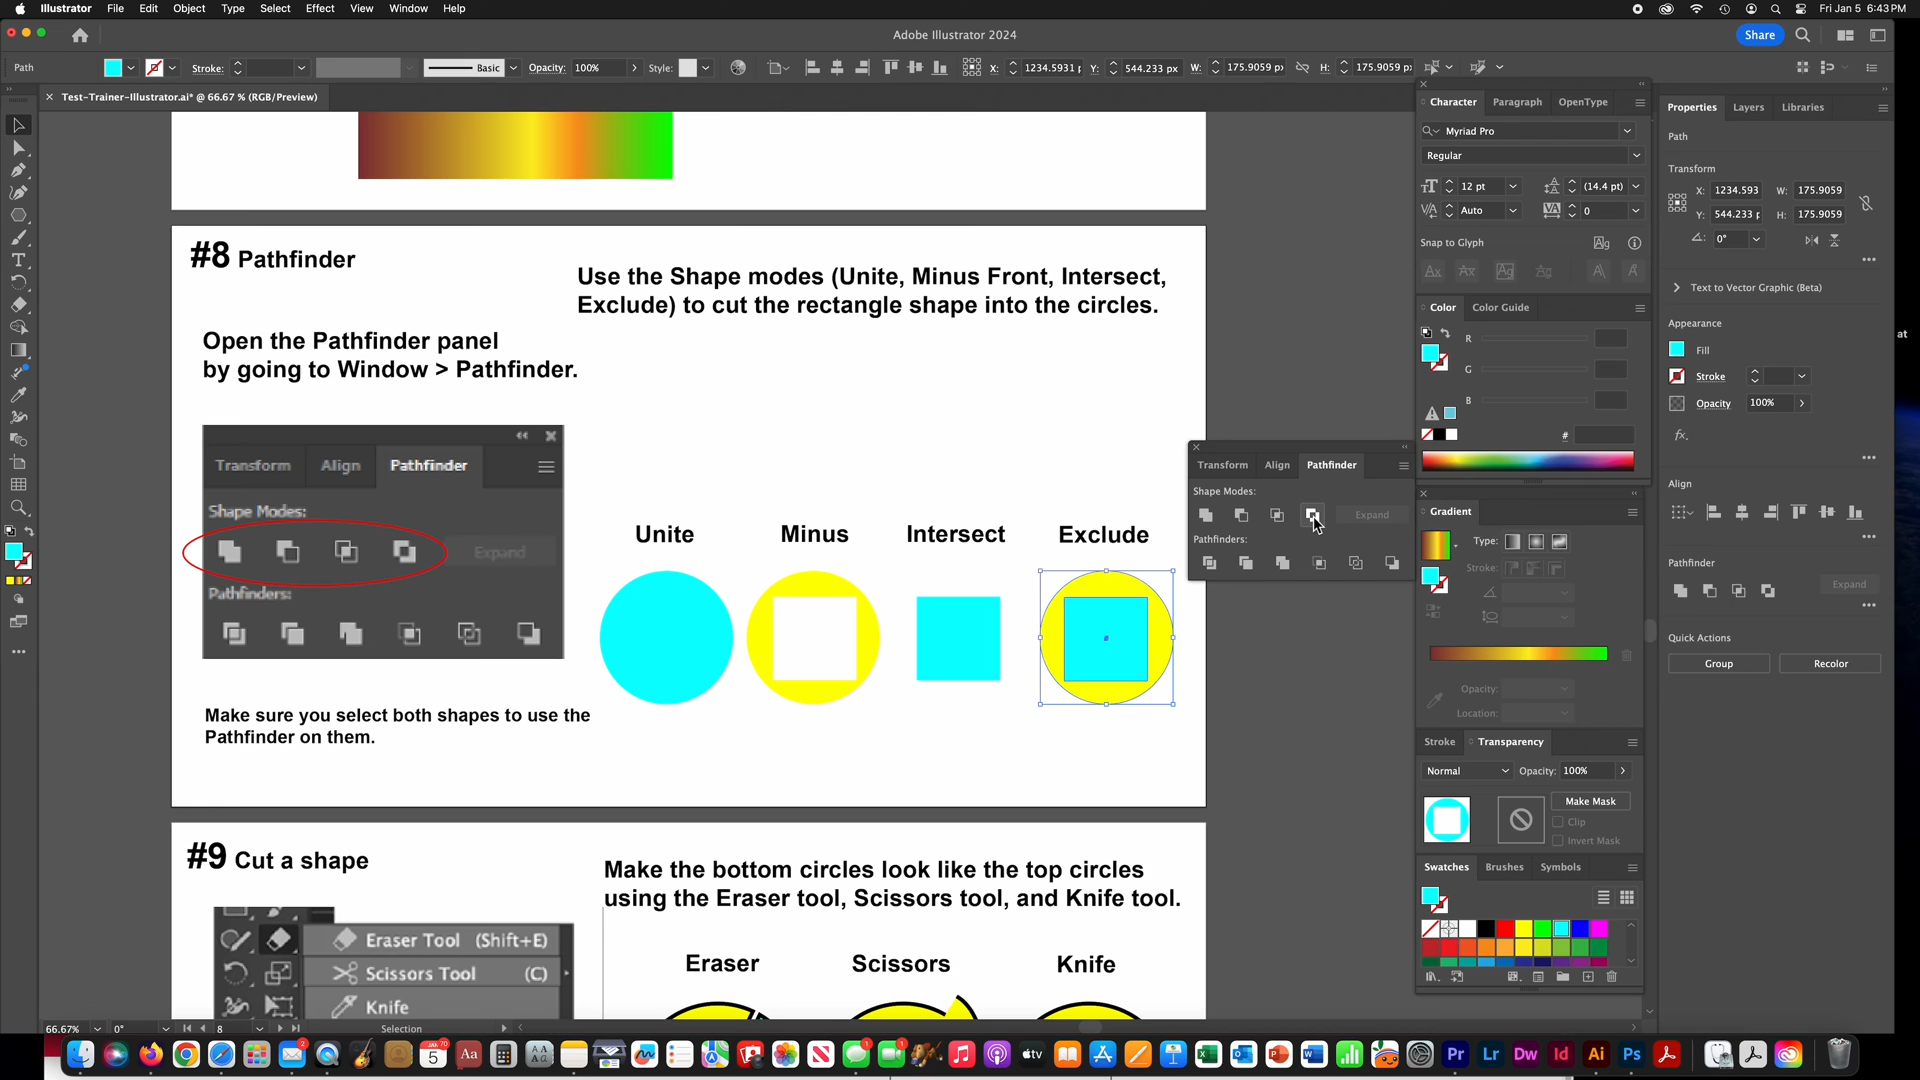 Illustrator File Edit Object Type Select Effect View Window Help
Fri Jan 5 6:43 PM
Adobe Illustrator 2024
Share
Path
Stroke:
Basic
Opacity: 100%
Style:
X: 1234.5931 Y: 544.233 px W: 175.9059 px H: 175.9059 px
Test-Trainer-Illustrator.ai* @ 66.67 % (RGB/Preview)
#8 Pathfinder
Use the Shape modes (Unite, Minus Front, Intersect,
Exclude) to cut the rectangle shape into the circles.
Open the Pathfinder panel
by going to Window > Pathfinder.
Transform Align Pathfinder
Shape Modes:
Expand
Pathfinders:
Unite Minus Intersect Exclude
Make sure you select both shapes to use the
Pathfinder on them.
#9 Cut a shape
Make the bottom circles look like the top circles
using the Eraser tool, Scissors tool, and Knife tool.
Eraser Tool (Shift+E)
Scissors Tool (C)
Knife
Eraser Scissors Knife
66.67% 0° 8 Selection
Transform Align Pathfinder
Shape Modes:
Expand
Pathfinders:
Character Paragraph OpenType
Myriad Pro
Regular
12 pt (14.4 pt)
Auto 0
Snap to Glyph
Color Color Guide
R
G
B
#
Gradient
Type:
Stroke:
Opacity:
Location:
Stroke Transparency
Normal Opacity: 100%
Make Mask
Clip
Invert Mask
Swatches Brushes Symbols
Properties Layers Libraries
Path
Transform
X: 1234.593 W: 175.9059
Y: 544.233 H: 175.9059
0°
Text to Vector Graphic (Beta)
Appearance
Fill
Stroke
Opacity 100%
fx.
Align
Pathfinder
Expand
Quick Actions
Group Recolor
at